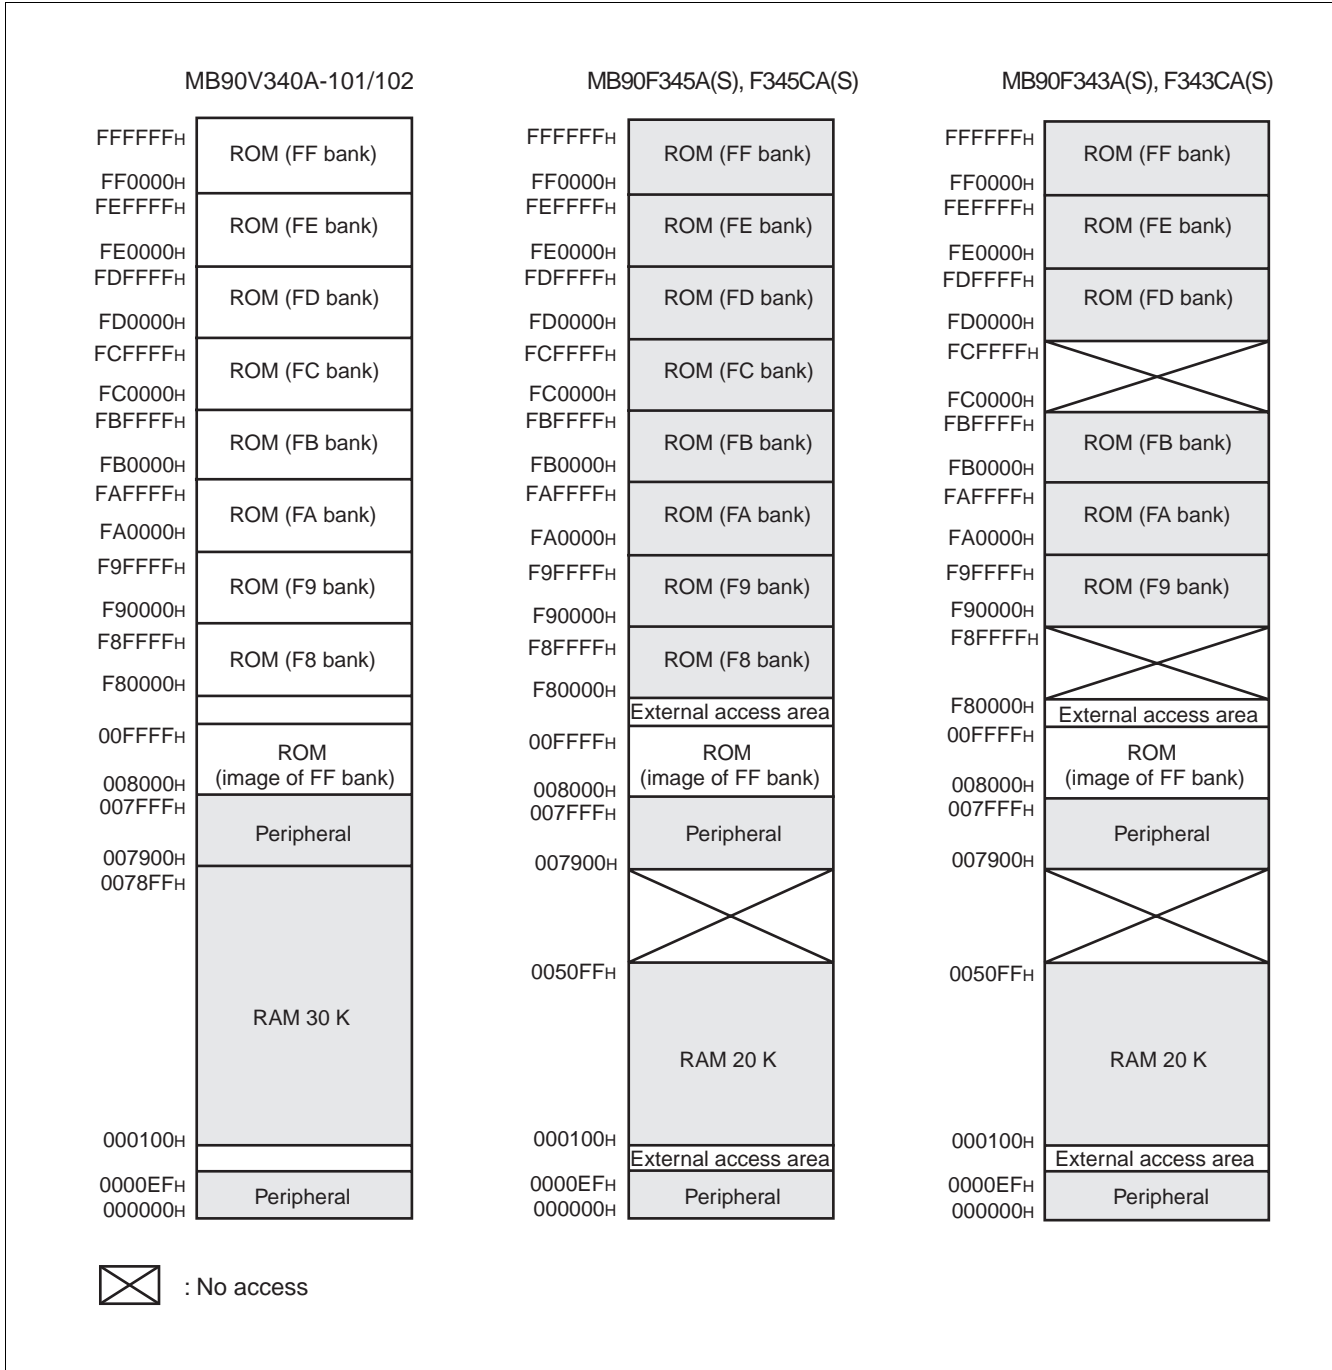 MB90V340A-101/102
FFFFFFH
ROM (FF bank)
FF0000H
FEFFFFH
ROM (FE bank)
FE0000H
FDFFFFH
ROM (FD bank)
FD0000H
FCFFFFH
ROM (FC bank)
FC0000H
FBFFFFH
ROM (FB bank)
FB0000H
FAFFFFH
ROM (FA bank)
FA0000H
F9FFFFH
ROM (F9 bank)
F90000H
F8FFFFH
ROM (F8 bank)
F80000H
00FFFFH
ROM
(image of FF bank)
008000H
007FFFH
Peripheral
007900H
0078FFH
RAM 30 K
000100H
0000EFH
Peripheral
000000H
MB90F345A(S), F345CA(S)
FFFFFFH
ROM (FF bank)
FF0000H
FEFFFFH
ROM (FE bank)
FE0000H
FDFFFFH
ROM (FD bank)
FD0000H
FCFFFFH
ROM (FC bank)
FC0000H
FBFFFFH
ROM (FB bank)
FB0000H
FAFFFFH
ROM (FA bank)
FA0000H
F9FFFFH
ROM (F9 bank)
F90000H
F8FFFFH
ROM (F8 bank)
F80000H
External access area
00FFFFH
ROM
(image of FF bank)
008000H
007FFFH
Peripheral
007900H
0050FFH
RAM 20 K
000100H
External access area
0000EFH
Peripheral
000000H
MB90F343A(S), F343CA(S)
FFFFFFH
ROM (FF bank)
FF0000H
FEFFFFH
ROM (FE bank)
FE0000H
FDFFFFH
ROM (FD bank)
FD0000H
FCFFFFH
FC0000H
FBFFFFH
ROM (FB bank)
FB0000H
FAFFFFH
ROM (FA bank)
FA0000H
F9FFFFH
ROM (F9 bank)
F90000H
F8FFFFH
F80000H
External access area
00FFFFH
ROM
(image of FF bank)
008000H
007FFFH
Peripheral
007900H
0050FFH
RAM 20 K
000100H
External access area
0000EFH
Peripheral
000000H
: No access